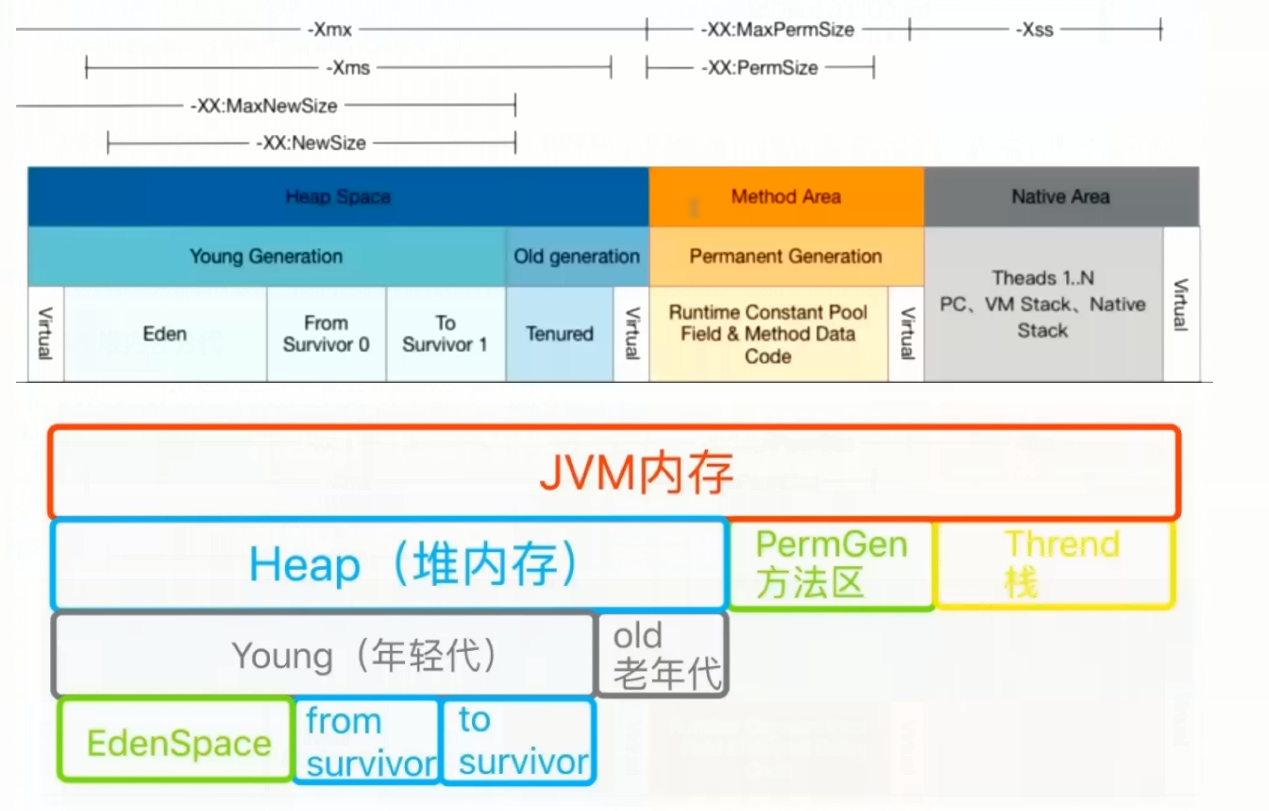 -Xmx -XX:MaxPermSize -Xss
-Xms -XX:PermSize
-XX:MaxNewSize
-XX:NewSize
Heap Space Method Area Native Area
Young Generation Old generation Permanent Generation
Virtual
Eden
From
Survivor 0
To
Survivor 1
Tenured
Virtual
Runtime Constant Pool
Field & Method Data
Code
Virtual
Theads 1..N
PC、VM Stack、Native
Stack
Virtual
JVM内存
Heap（堆内存）
PermGen
方法区
Thrend
栈
Young（年轻代）
old
老年代
EdenSpace
from
survivor
to
survivor